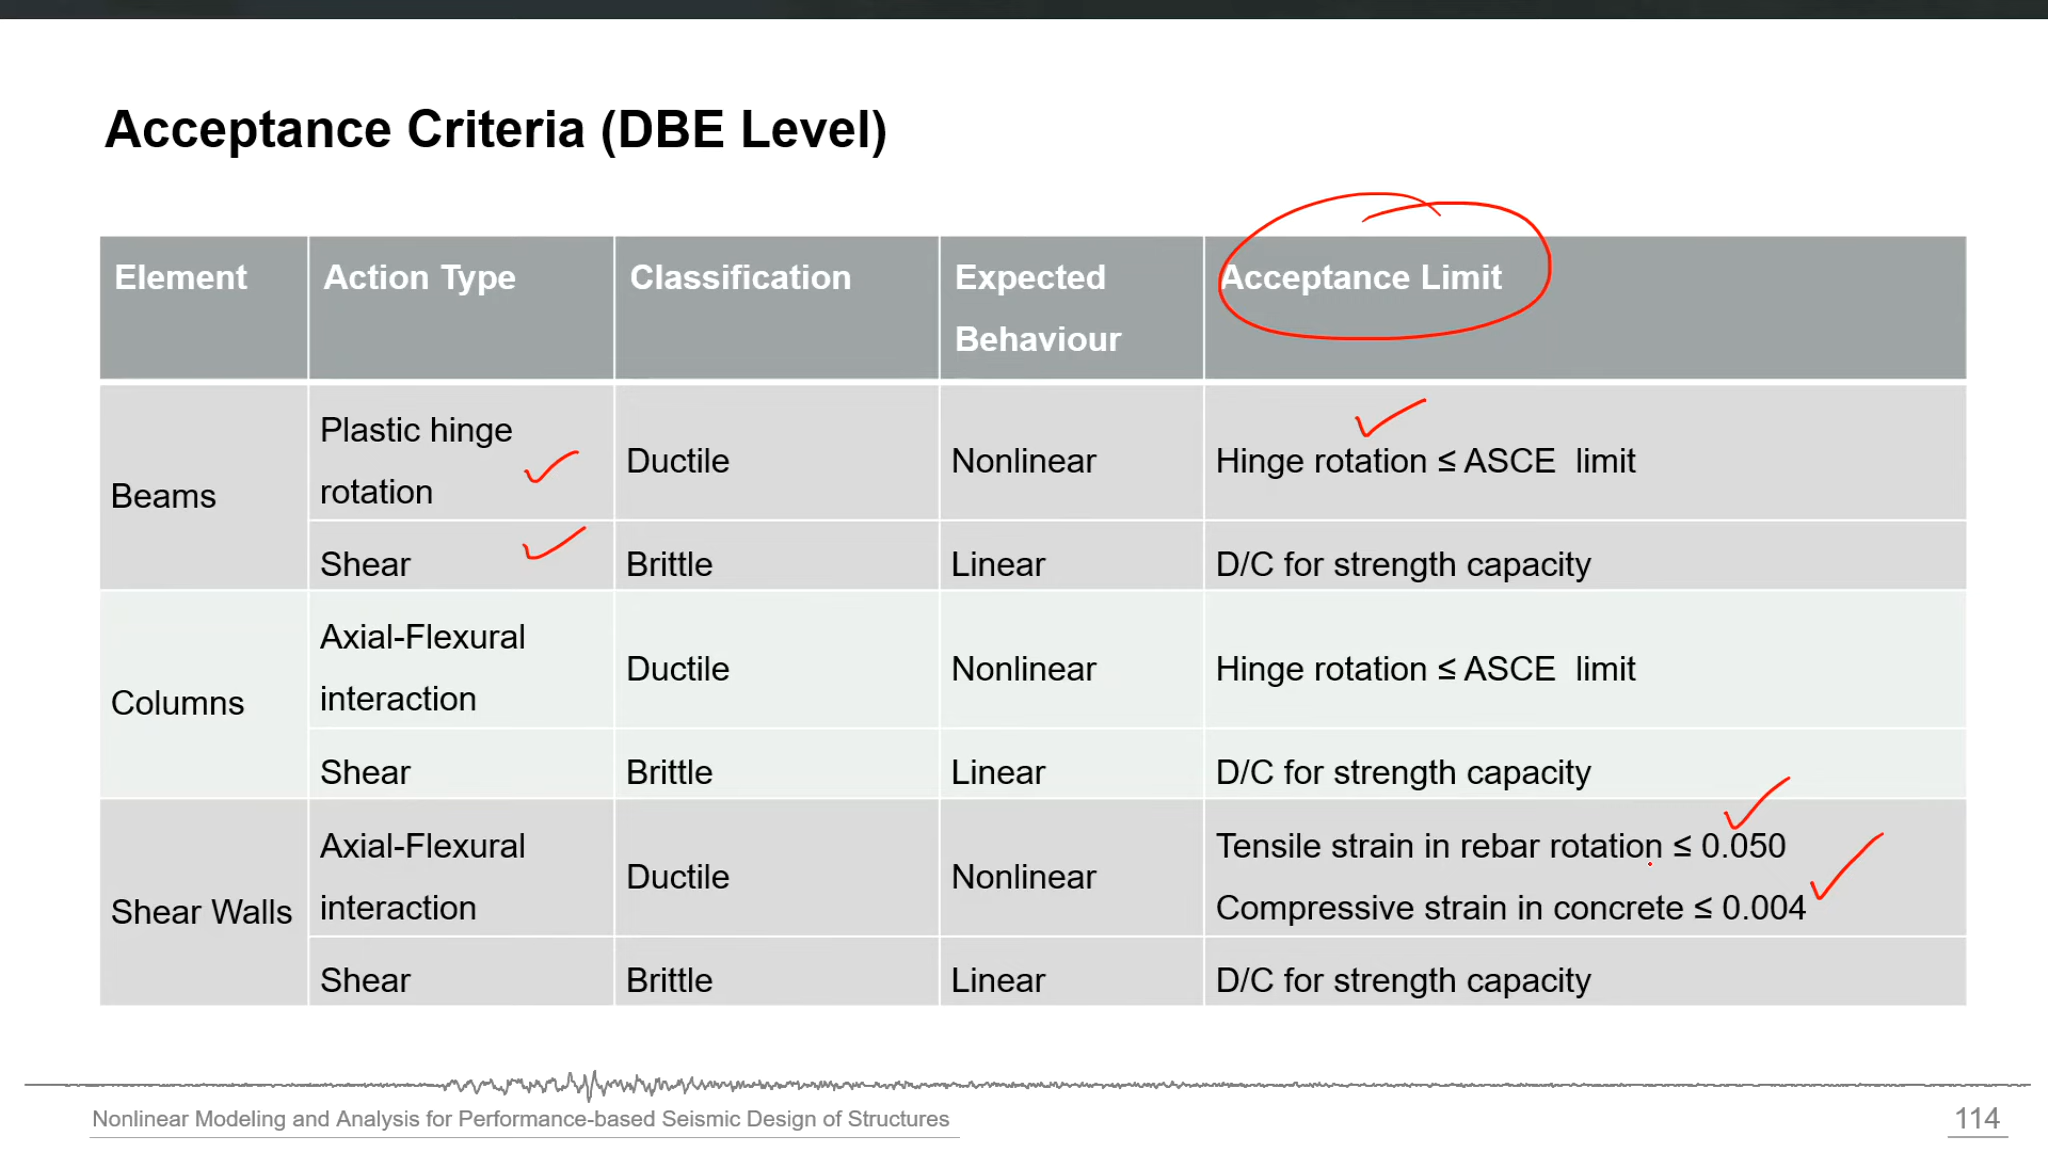 Acceptance Criteria (DBE Level)
Element
Action Type
Classification
Expected
Behaviour
Acceptance Limit
Beams
Plastic hinge
rotation
Ductile
Nonlinear
Hinge rotation ≤ ASCE  limit
Shear
Brittle
Linear
D/C for strength capacity
Columns
Axial-Flexural
interaction
Ductile
Nonlinear
Hinge rotation ≤ ASCE  limit
Shear
Brittle
Linear
D/C for strength capacity
Shear Walls
Axial-Flexural
interaction
Ductile
Nonlinear
Tensile strain in rebar rotation ≤ 0.050
Compressive strain in concrete ≤ 0.004
Shear
Brittle
Linear
D/C for strength capacity
Nonlinear Modeling and Analysis for Performance-based Seismic Design of Structures
114